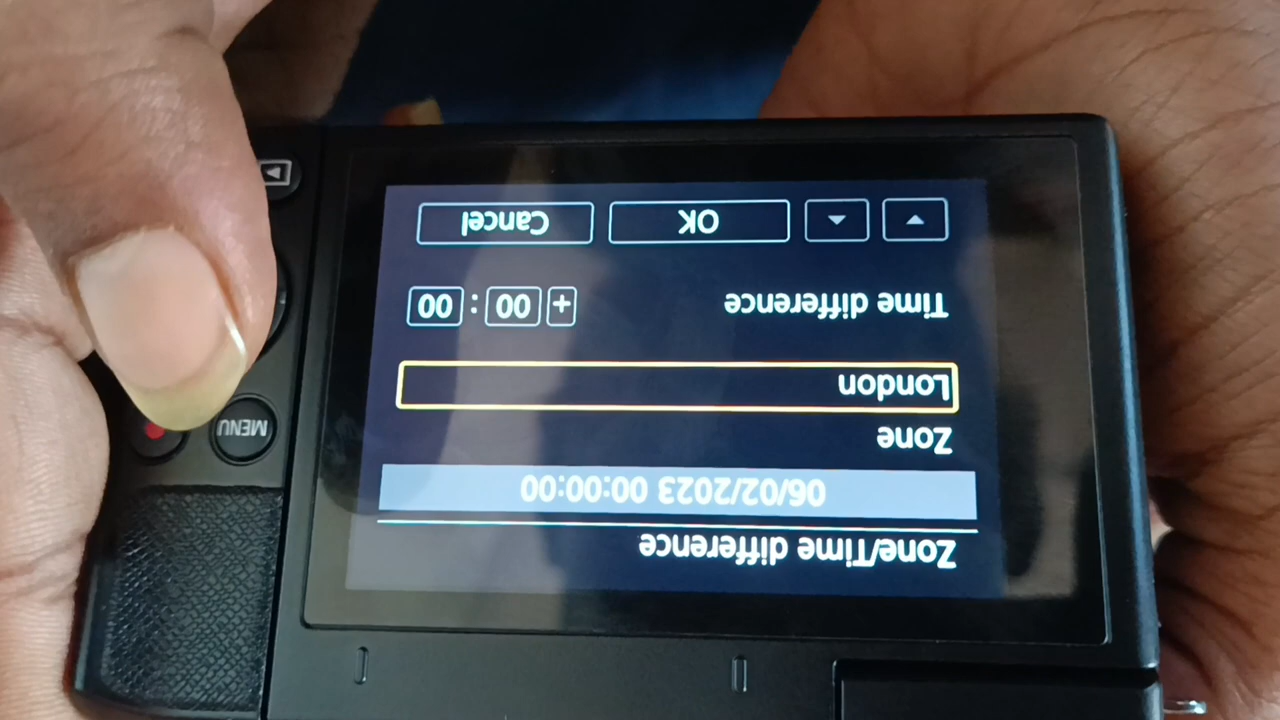 Zone/Time difference
06/02/2023 00:00:00
Zone
London
Time difference + 00 : 00
OK Cancel
MENU